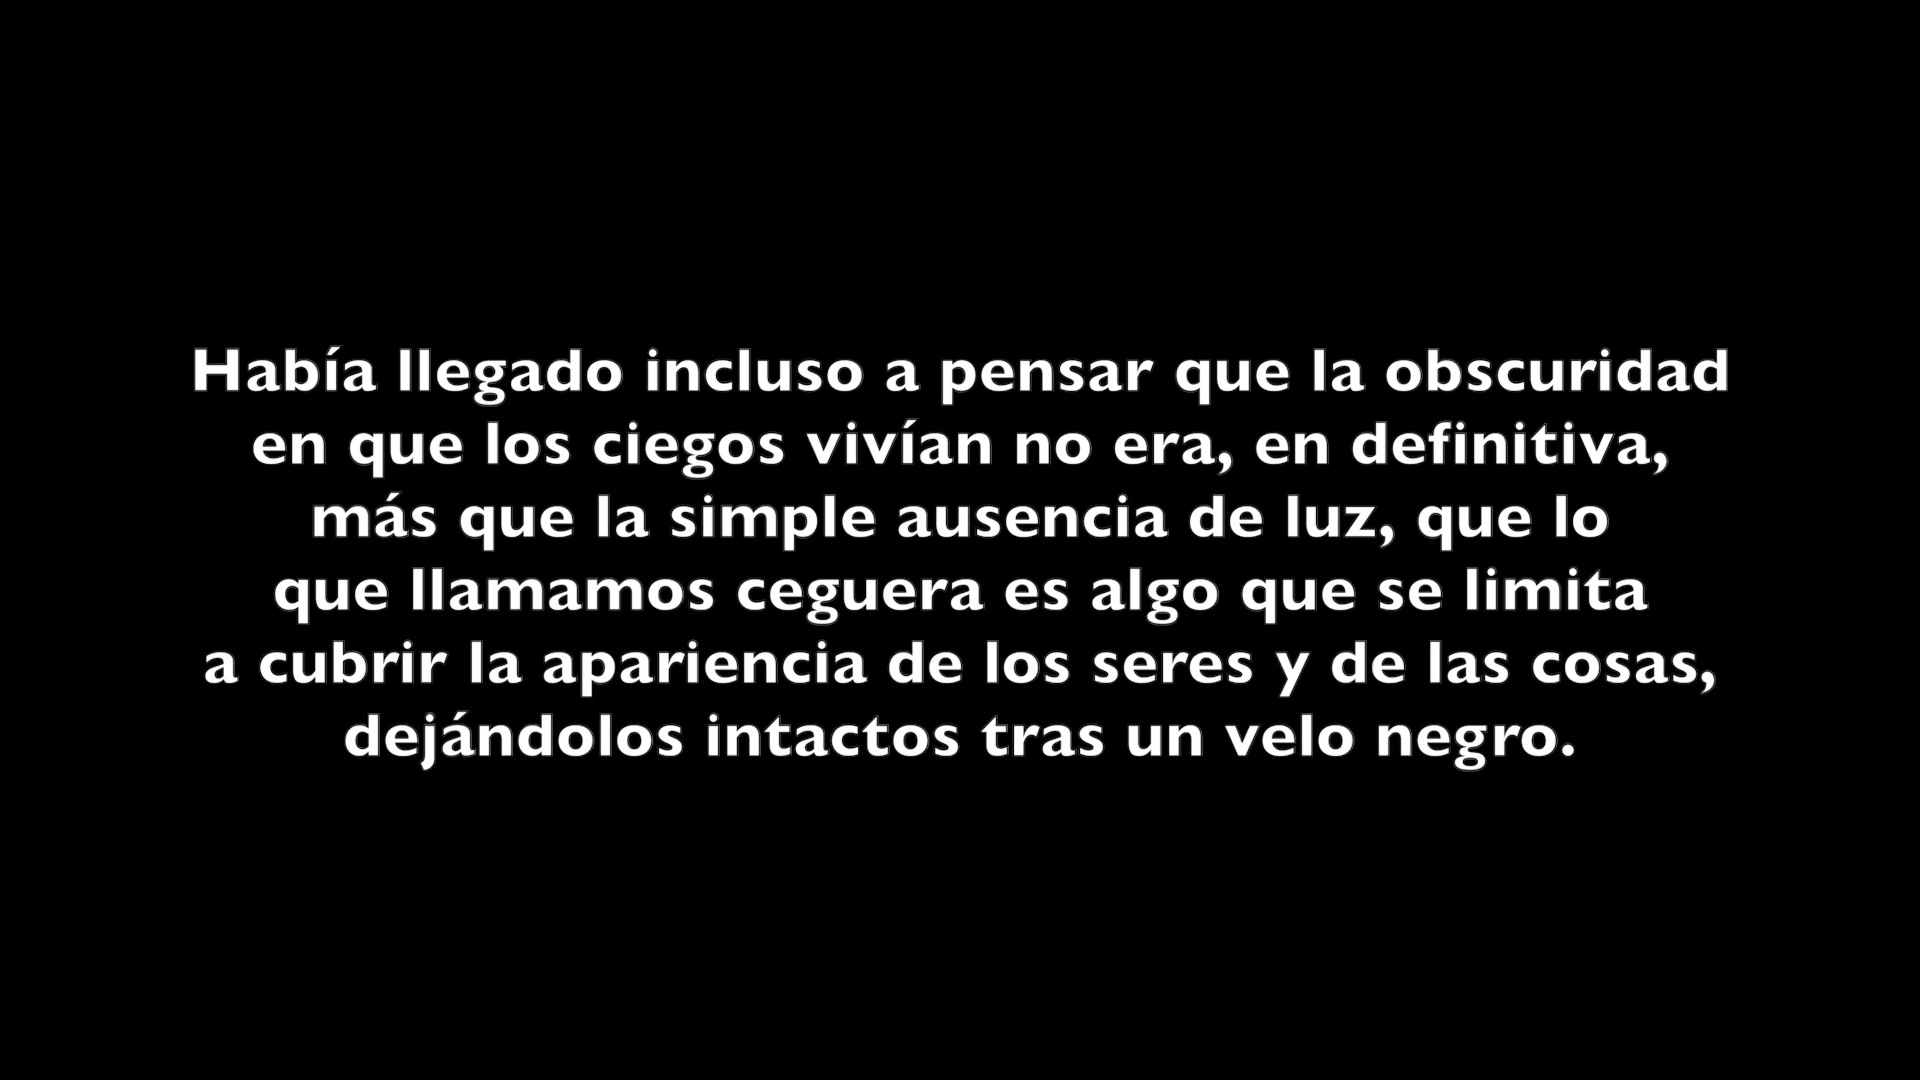 Había llegado incluso a pensar que la obscuridad
en que los ciegos vivían no era, en definitiva,
más que la simple ausencia de luz, que lo
que llamamos ceguera es algo que se limita
a cubrir la apariencia de los seres y de las cosas,
dejándolos intactos tras un velo negro.